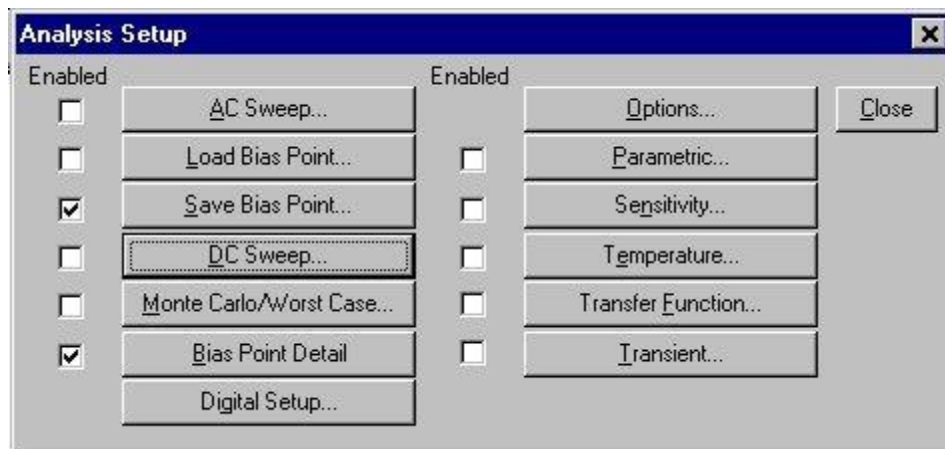 Analysis Setup
Enabled
AC Sweep...
Load Bias Point...
Save Bias Point...
DC Sweep...
Monte Carlo/Worst Case...
Bias Point Detail
Digital Setup...
Enabled
Options...
Parametric...
Sensitivity...
Temperature...
Transfer Function...
Transient...
Close